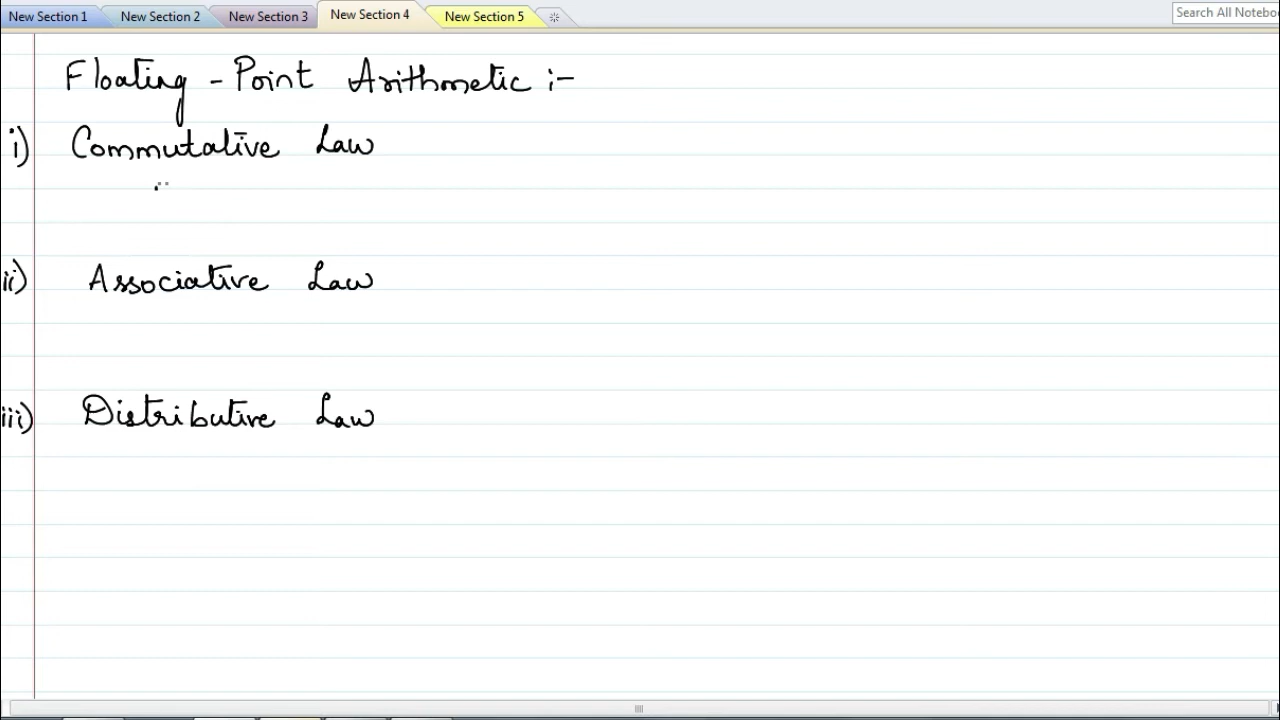 New Section 1 New Section 2 New Section 3 New Section 4 New Section 5 Search All Notebo
Floating - Point Arithmetic :-
i) Commutative Law
ii) Associative Law
iii) Distributive Law